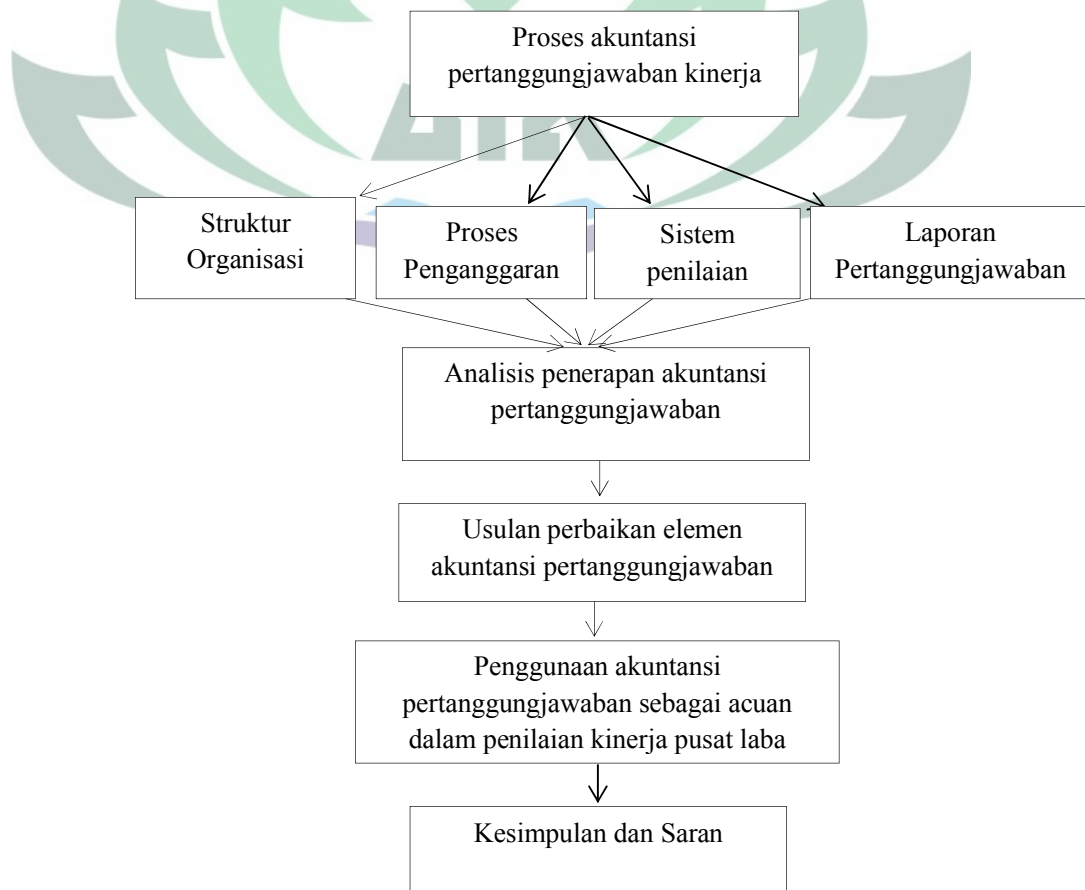 Proses akuntansi
pertanggungjawaban kinerja
Struktur
Organisasi
Proses
Penganggaran
Sistem
penilaian
Laporan
Pertanggungjawaban
Analisis penerapan akuntansi
pertanggungjawaban
Usulan perbaikan elemen
akuntansi pertanggungjawaban
Penggunaan akuntansi
pertanggungjawaban sebagai acuan
dalam penilaian kinerja pusat laba
Kesimpulan dan Saran